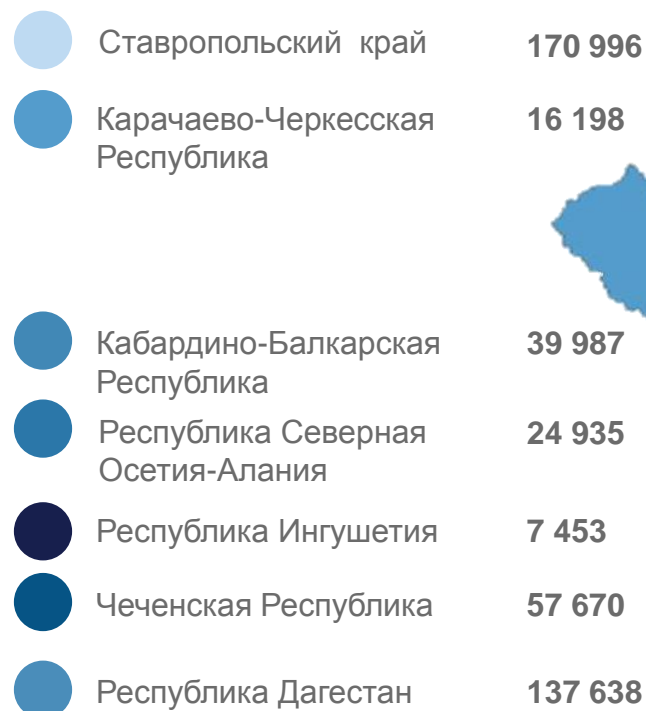 Ставропольский край 170 996
Карачаево-Черкесская 16 198
Республика
Кабардино-Балкарская 39 987
Республика
Республика Северная 24 935
Осетия-Алания
Республика Ингушетия 7 453
Чеченская Республика 57 670
Республика Дагестан 137 638